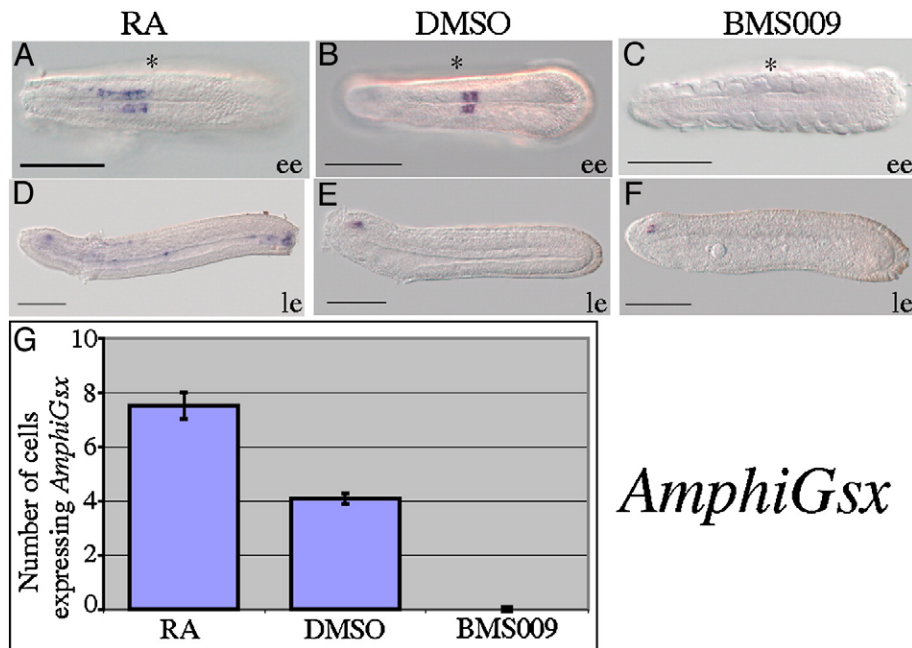 RA DMSO BMS009
A * B * C *
ee ee ee
D E F
le le le
G
10
8
6
4
2
0
Number of cells
expressing AmphiGsx
RA DMSO BMS009
AmphiGsx